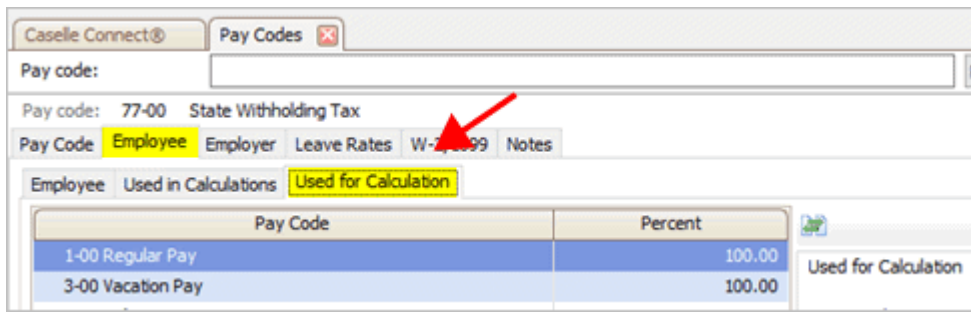 Caselle Connect® Pay Codes
Pay code:
Pay code: 77-00 State Withholding Tax
Pay Code Employee Employer Leave Rates W-2/1099 Notes
Employee Used in Calculations Used for Calculation
Pay Code Percent
1-00 Regular Pay 100.00
Used for Calculation
3-00 Vacation Pay 100.00